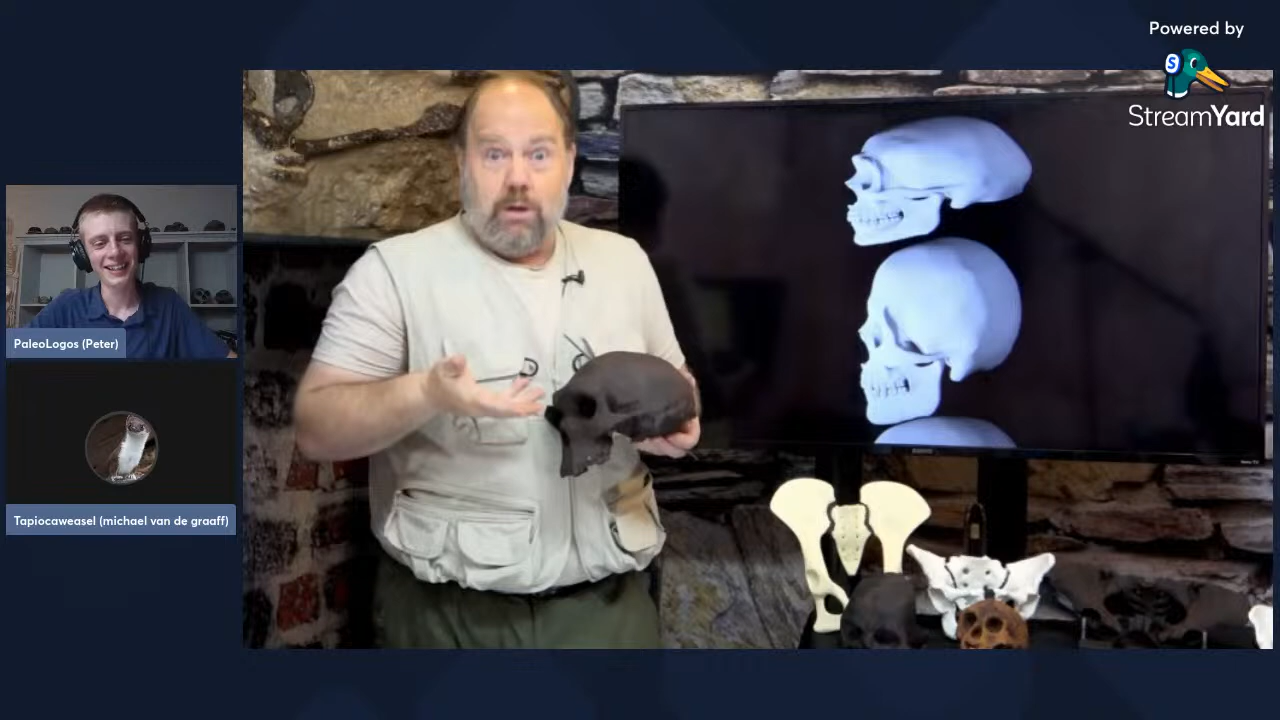 Powered by
S
StreamYard
PaleoLogos (Peter)
Tapiocaweasel (michael van de graaff)